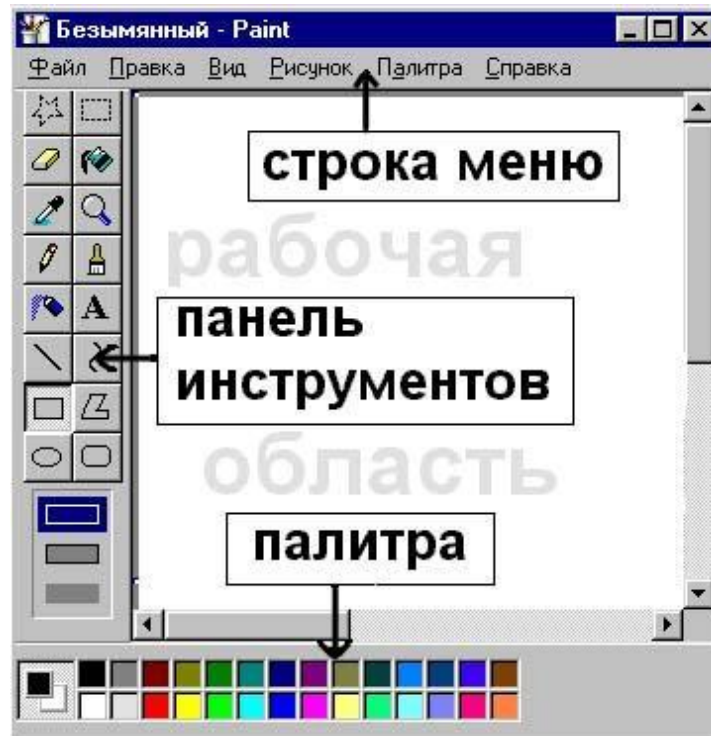 Безымянный - Paint
Файл Правка Вид Рисунок Палитра Справка
строка меню
рабочая
панель
инструментов
A
область
палитра